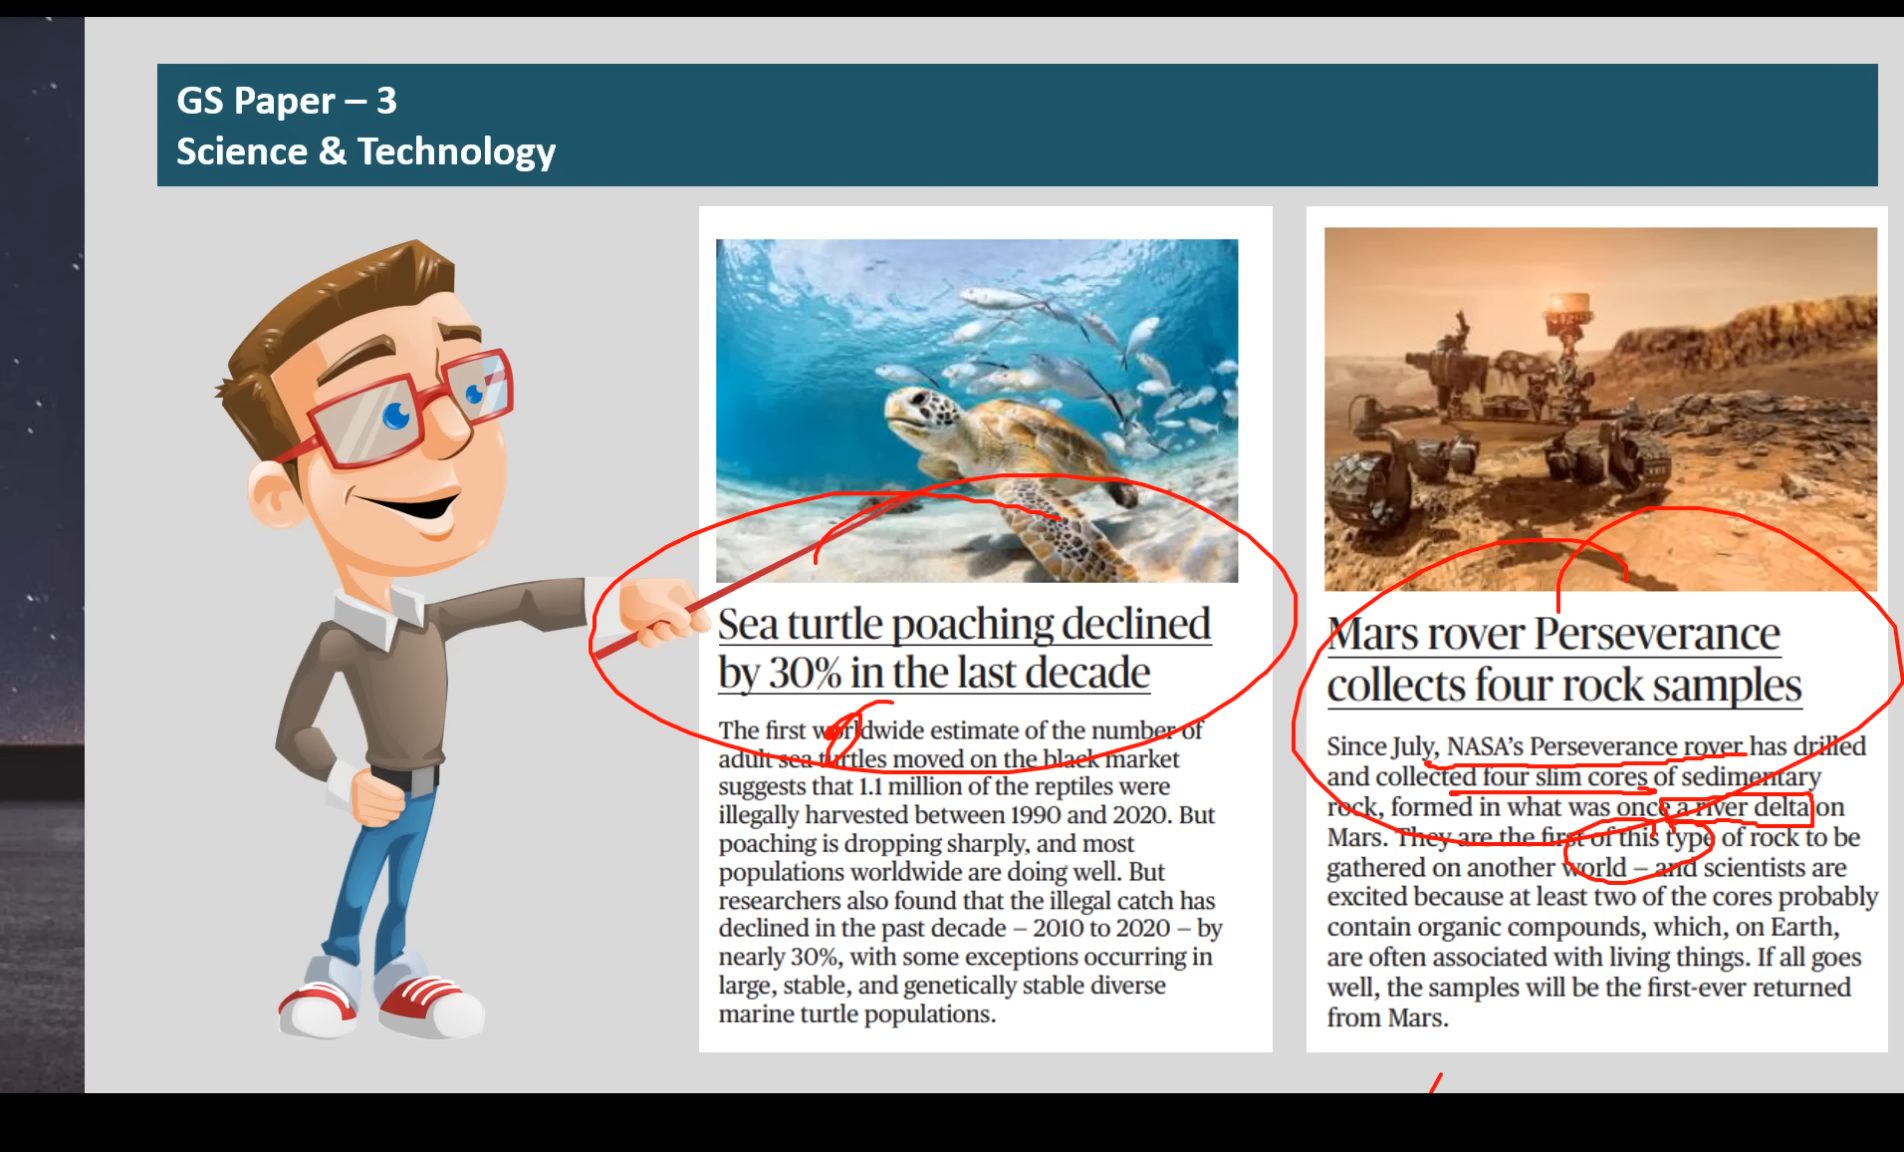 GS Paper – 3
Science & Technology
Sea turtle poaching declined
by 30% in the last decade
The first worldwide estimate of the number of
adult sea turtles moved on the black market
suggests that 1.1 million of the reptiles were
illegally harvested between 1990 and 2020. But
poaching is dropping sharply, and most
populations worldwide are doing well. But
researchers also found that the illegal catch has
declined in the past decade – 2010 to 2020 – by
nearly 30%, with some exceptions occurring in
large, stable, and genetically stable diverse
marine turtle populations.
Mars rover Perseverance
collects four rock samples
Since July, NASA's Perseverance rover has drilled
and collected four slim cores of sedimentary
rock, formed in what was once a river delta on
Mars. They are the first of this type of rock to be
gathered on another world – and scientists are
excited because at least two of the cores probably
contain organic compounds, which, on Earth,
are often associated with living things. If all goes
well, the samples will be the first-ever returned
from Mars.